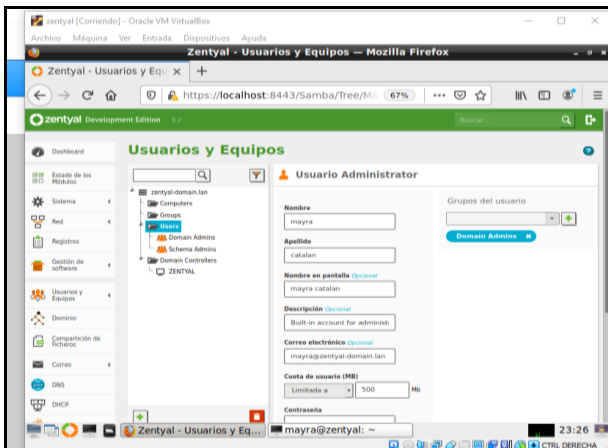 zentyal [Corriendo] - Oracle VM VirtualBox
Archivo Máquina Ver Entrada Dispositivos Ayuda
Zentyal - Usuarios y Equipos — Mozilla Firefox
Zentyal - Usuarios y Equ
https://localhost:8443/Samba/Tree/Ma 67%
zentyal Development Edition 6.2
Buscar...
Dashboard
Estado de los Módulos
Sistema
Red
Registros
Gestión de software
Usuarios y Equipos
Dominio
Compartición de Ficheros
Correo
DNS
DHCP
Usuarios y Equipos
zentyal-domain.lan
Computers
Groups
Users
Domain Admins
Schema Admins
Domain Controllers
ZENTYAL
Usuario Administrator
Nombre
mayra
Apellido
catalan
Nombre en pantalla Opcional
mayra catalan
Descripción Opcional
Built-in account for administ
Correo electrónico Opcional
mayra@zentyal-domain.lan
Cuota de usuario (MB)
Limitada a 500 Mb
Contraseña
Grupos del usuario
Domain Admins
Zentyal - Usuarios y Eq...
mayra@zentyal: ~
23:26
CTRL DERECHA